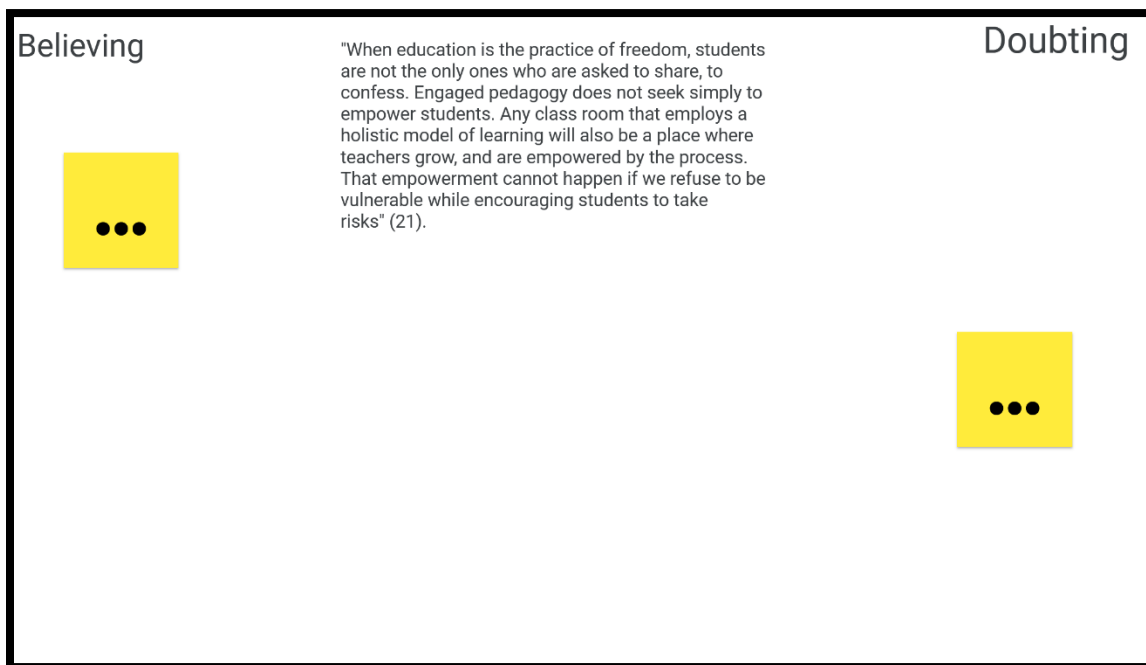 Believing
"When education is the practice of freedom, students
are not the only ones who are asked to share, to
confess. Engaged pedagogy does not seek simply to
empower students. Any class room that employs a
holistic model of learning will also be a place where
teachers grow, and are empowered by the process.
That empowerment cannot happen if we refuse to be
vulnerable while encouraging students to take
risks" (21).
Doubting
•••
•••